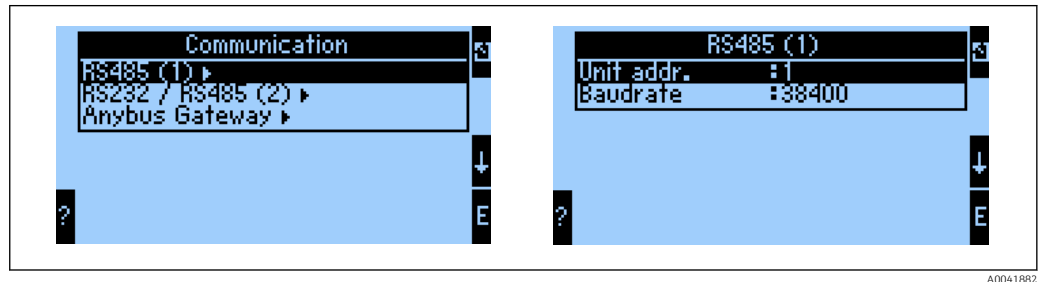 Communication
RS485 (1)
RS232 / RS485 (2)
Anybus Gateway
?
E
RS485 (1)
Unit addr. :1
Baudrate :38400
?
E
A0041882